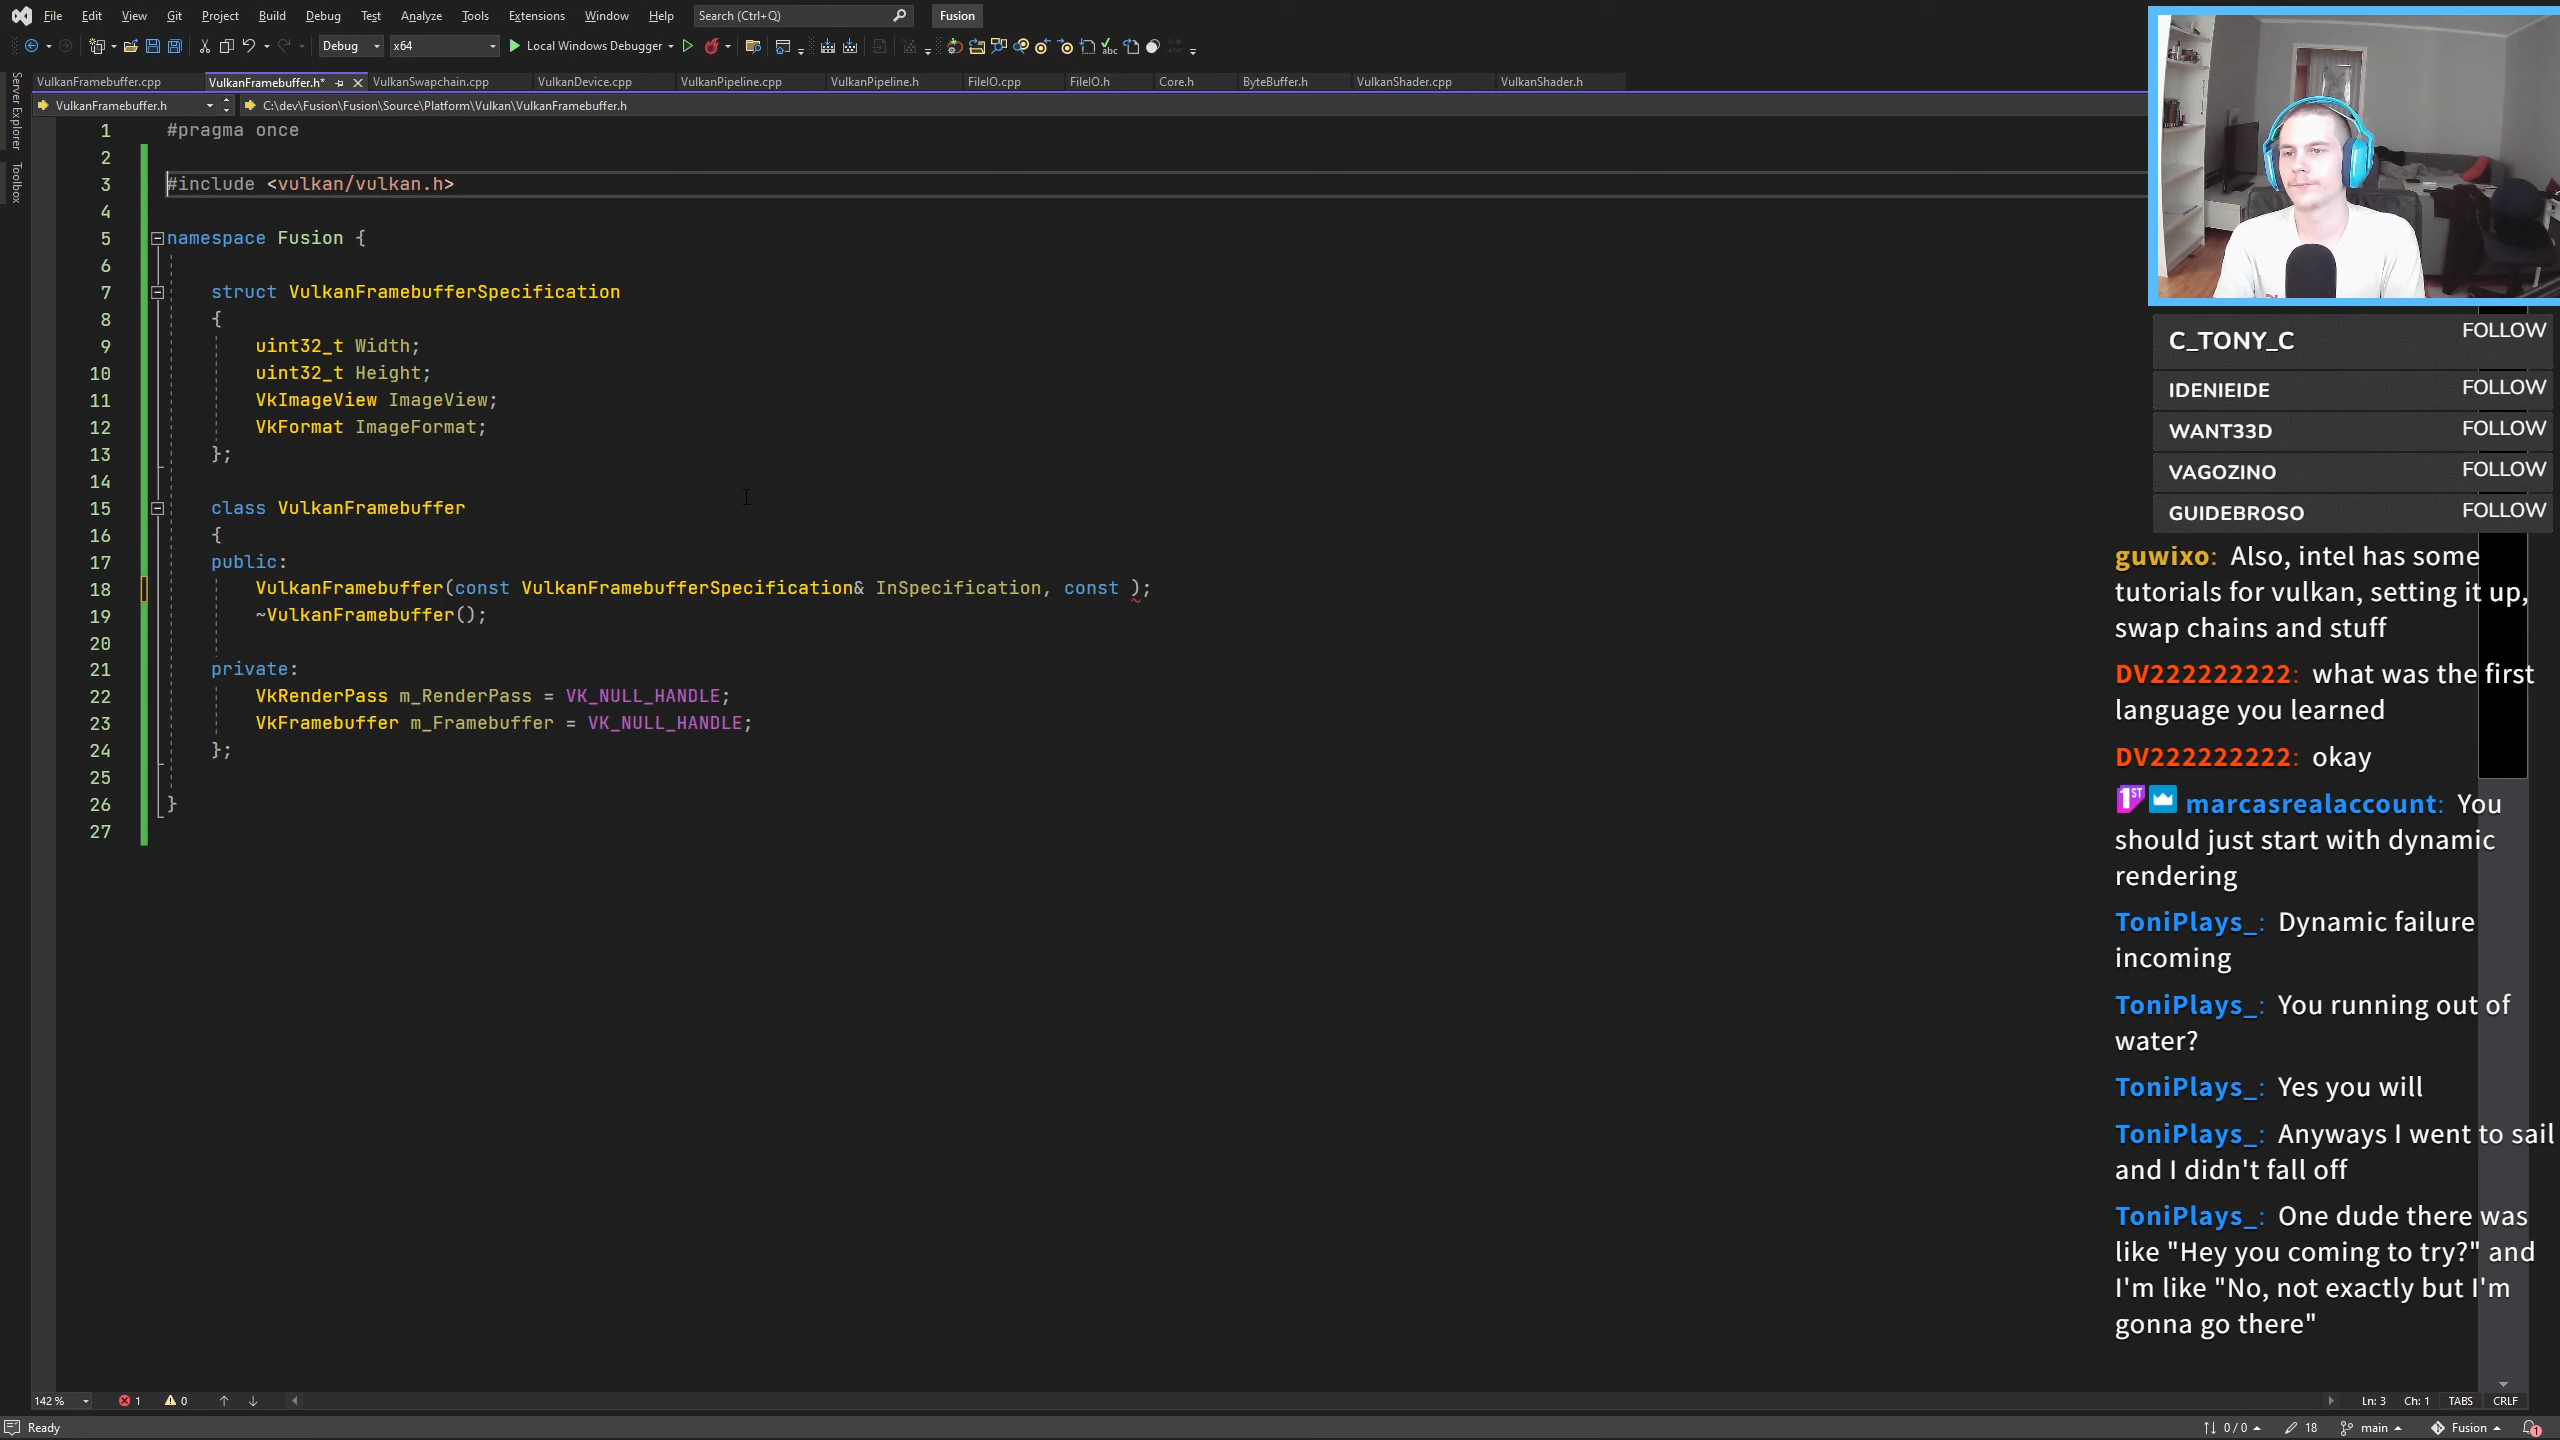 File Edit View Git Project Build Debug Test Analyze Tools Extensions Window Help Search (Ctrl+Q) Fusion
Debug x64 Local Windows Debugger
VulkanFramebuffer.cpp VulkanFramebuffer.h* VulkanSwapchain.cpp VulkanDevice.cpp VulkanPipeline.cpp VulkanPipeline.h FileIO.cpp FileIO.h Core.h ByteBuffer.h VulkanShader.cpp VulkanShader.h
VulkanFramebuffer.h C:\dev\Fusion\Fusion\Source\Platform\Vulkan\VulkanFramebuffer.h
Server Explorer
Toolbox
1 #pragma once
2
3 #include <vulkan/vulkan.h>
4
5 namespace Fusion {
6
7 struct VulkanFramebufferSpecification
8 {
9 uint32_t Width;
10 uint32_t Height;
11 VkImageView ImageView;
12 VkFormat ImageFormat;
13 };
14
15 class VulkanFramebuffer
16 {
17 public:
18 VulkanFramebuffer(const VulkanFramebufferSpecification& InSpecification, const );
19 ~VulkanFramebuffer();
20
21 private:
22 VkRenderPass m_RenderPass = VK_NULL_HANDLE;
23 VkFramebuffer m_Framebuffer = VK_NULL_HANDLE;
24 };
25
26 }
27
C_TONY_C FOLLOW
IDENIEIDE FOLLOW
WANT33D FOLLOW
VAGOZINO FOLLOW
GUIDEBROSO FOLLOW
guwixo: Also, intel has some
tutorials for vulkan, setting it up,
swap chains and stuff
DV222222222: what was the first
language you learned
DV222222222: okay
1ST marcasrealaccount: You
should just start with dynamic
rendering
ToniPlays_: Dynamic failure
incoming
ToniPlays_: You running out of
water?
ToniPlays_: Yes you will
ToniPlays_: Anyways I went to sail
and I didn't fall off
ToniPlays_: One dude there was
like "Hey you coming to try?" and
I'm like "No, not exactly but I'm
gonna go there"
142 % 1 0 Ln: 3 Ch: 1 TABS CRLF
Ready 0 / 0 18 main Fusion 1